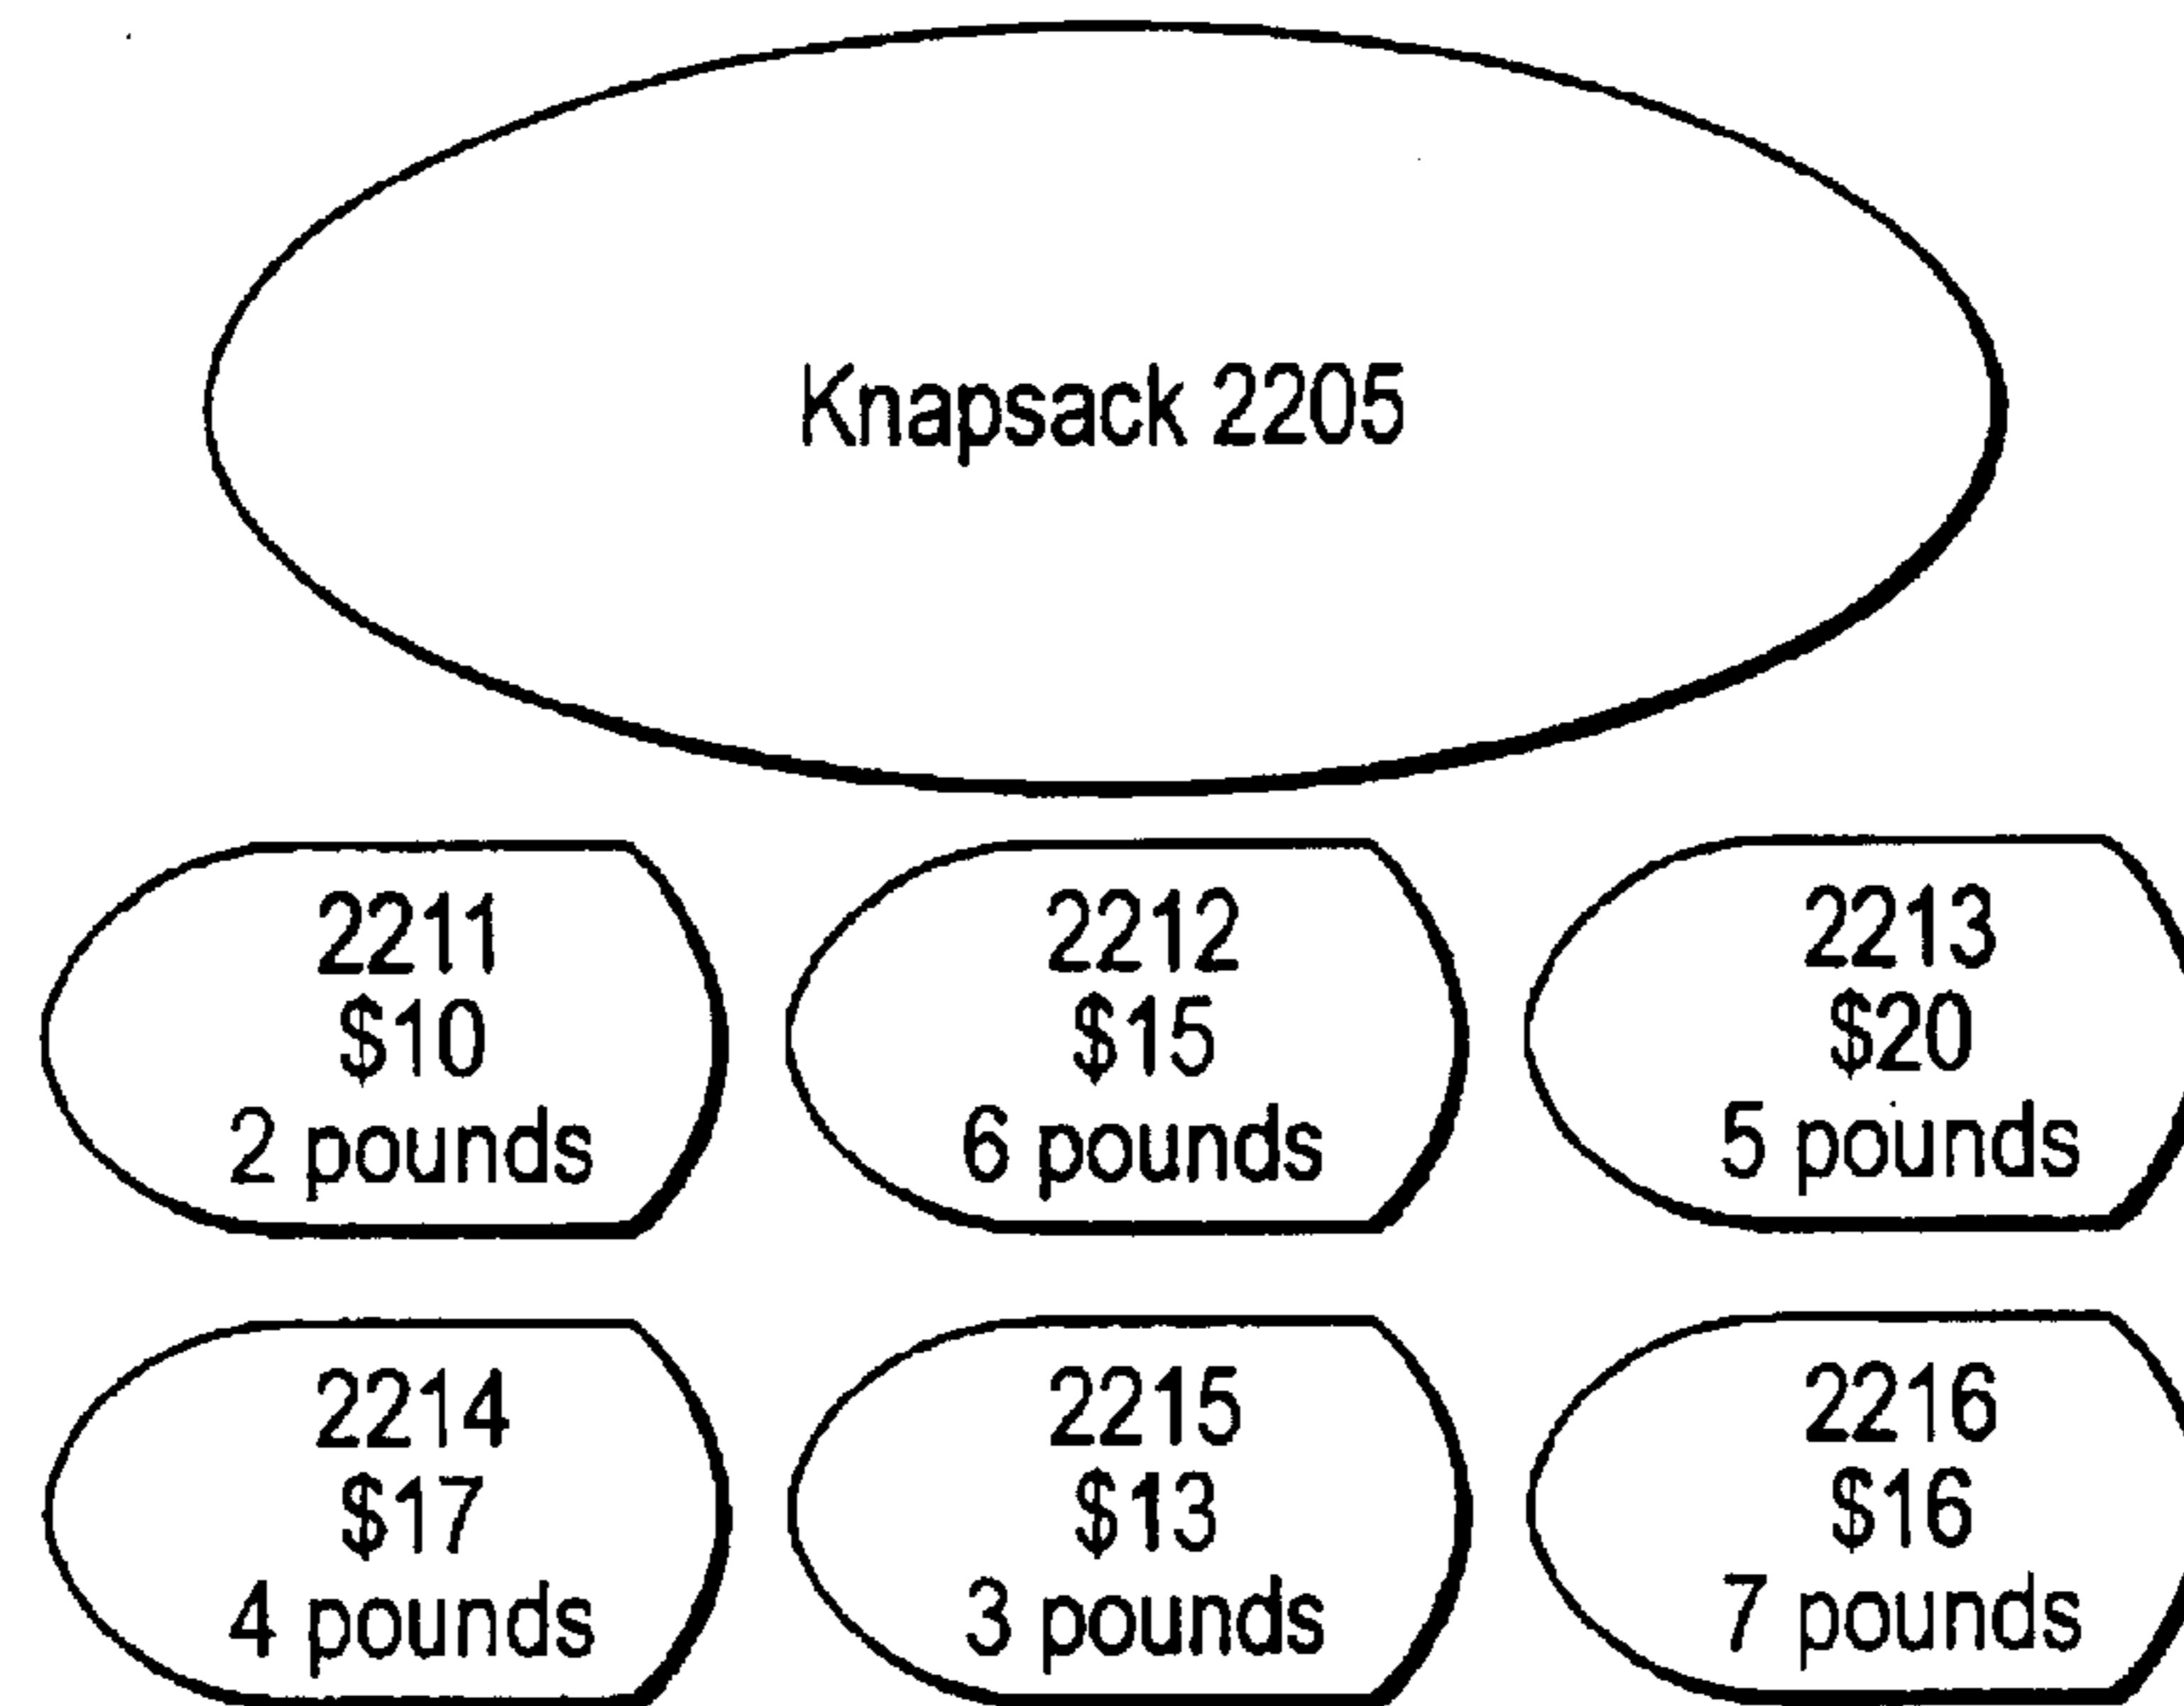 Knapsack 2205
2211
$10
2 pounds
2212
$15
6 pounds
2213
$20
5 pounds
2214
$17
4 pounds
2215
$13
3 pounds
2216
$16
7 pounds